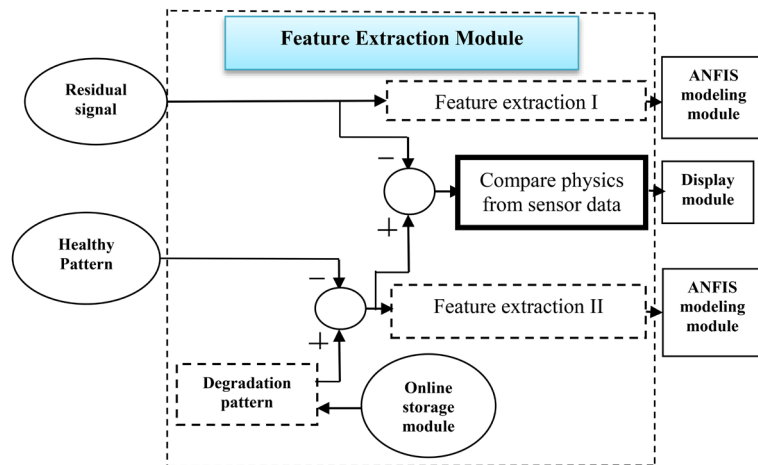 Feature Extraction Module
Residual
signal
Feature extraction I
ANFIS
modeling
module
−
Compare physics
from sensor data
Display
module
+
Healthy
Pattern
−
Feature extraction II
ANFIS
modeling
module
+
Degradation
pattern
Online
storage
module